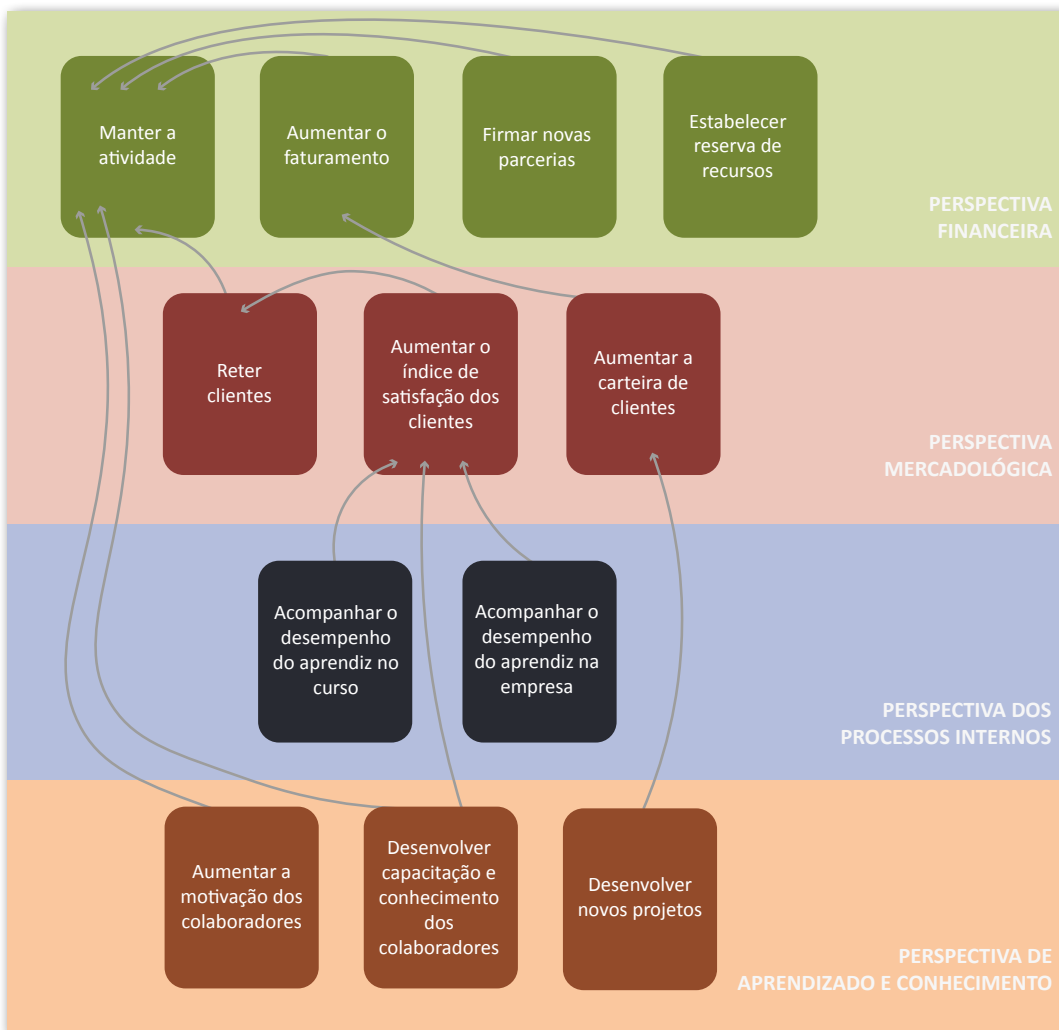 Manter a
atividade
Aumentar o
faturamento
Firmar novas
parcerias
Estabelecer
reserva de
recursos
PERSPECTIVA
FINANCEIRA
Reter
clientes
Aumentar o
índice de
satisfação dos
clientes
Aumentar a
carteira de
clientes
PERSPECTIVA
MERCADOLÓGICA
Acompanhar o
desempenho
do aprendiz no
curso
Acompanhar o
desempenho
do aprendiz na
empresa
PERSPECTIVA DOS
PROCESSOS INTERNOS
Aumentar a
motivação dos
colaboradores
Desenvolver
capacitação e
conhecimento
dos
colaboradores
Desenvolver
novos projetos
PERSPECTIVA DE
APRENDIZADO E CONHECIMENTO